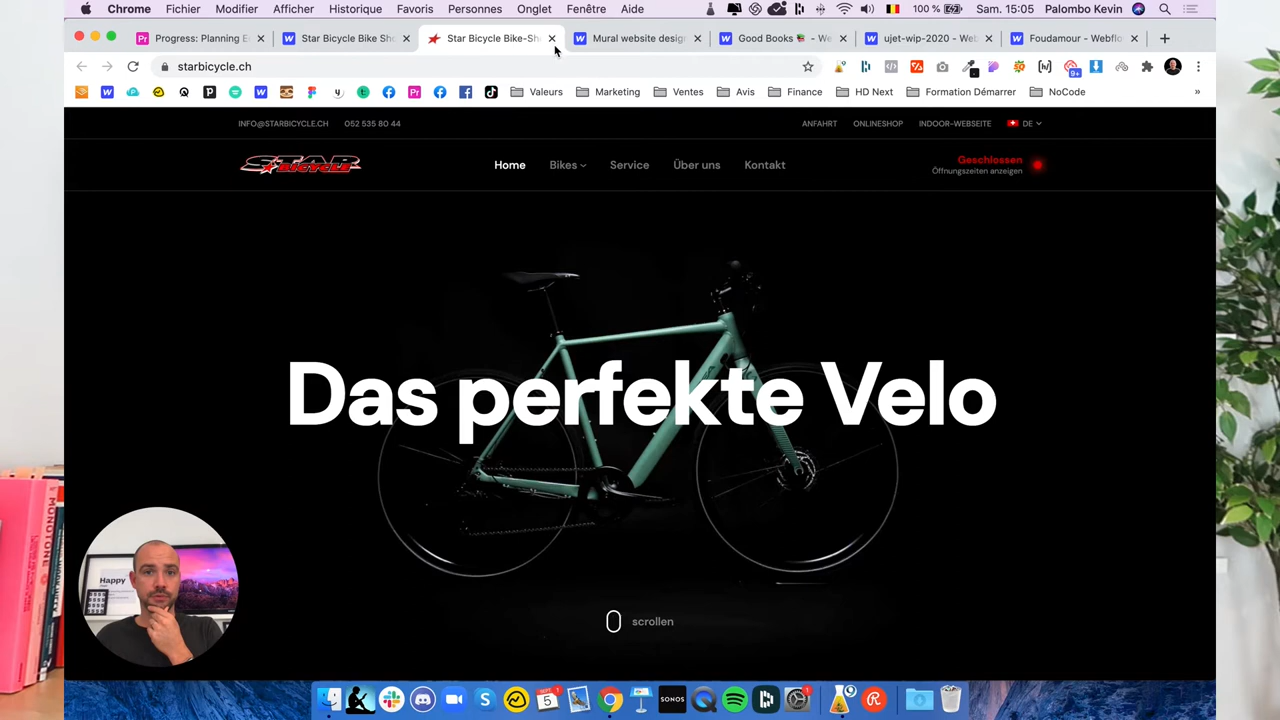 Chrome Fichier Modifier Afficher Historique Favoris Personnes Onglet Fenêtre Aide 100 % Sam. 15:05 Palombo Kevin
Progress: Planning E
Star Bicycle Bike Sho
Star Bicycle Bike-Sh
Mural website design
Good Books 📚 - We
ujet-wip-2020 - Web
Foudamour - Webflo
starbicycle.ch
9+
Valeurs Marketing Ventes Avis Finance HD Next Formation Démarrer NoCode »
INFO@STARBICYCLE.CH 052 535 80 44 ANFAHRT ONLINESHOP INDOOR-WEBSEITE DE
STAR BICYCLE
Home Bikes Service Über uns Kontakt
Geschlossen
Öffnungszeiten anzeigen
Das perfekte Velo
scrollen
Happy
MONOTONE
SONOS
5